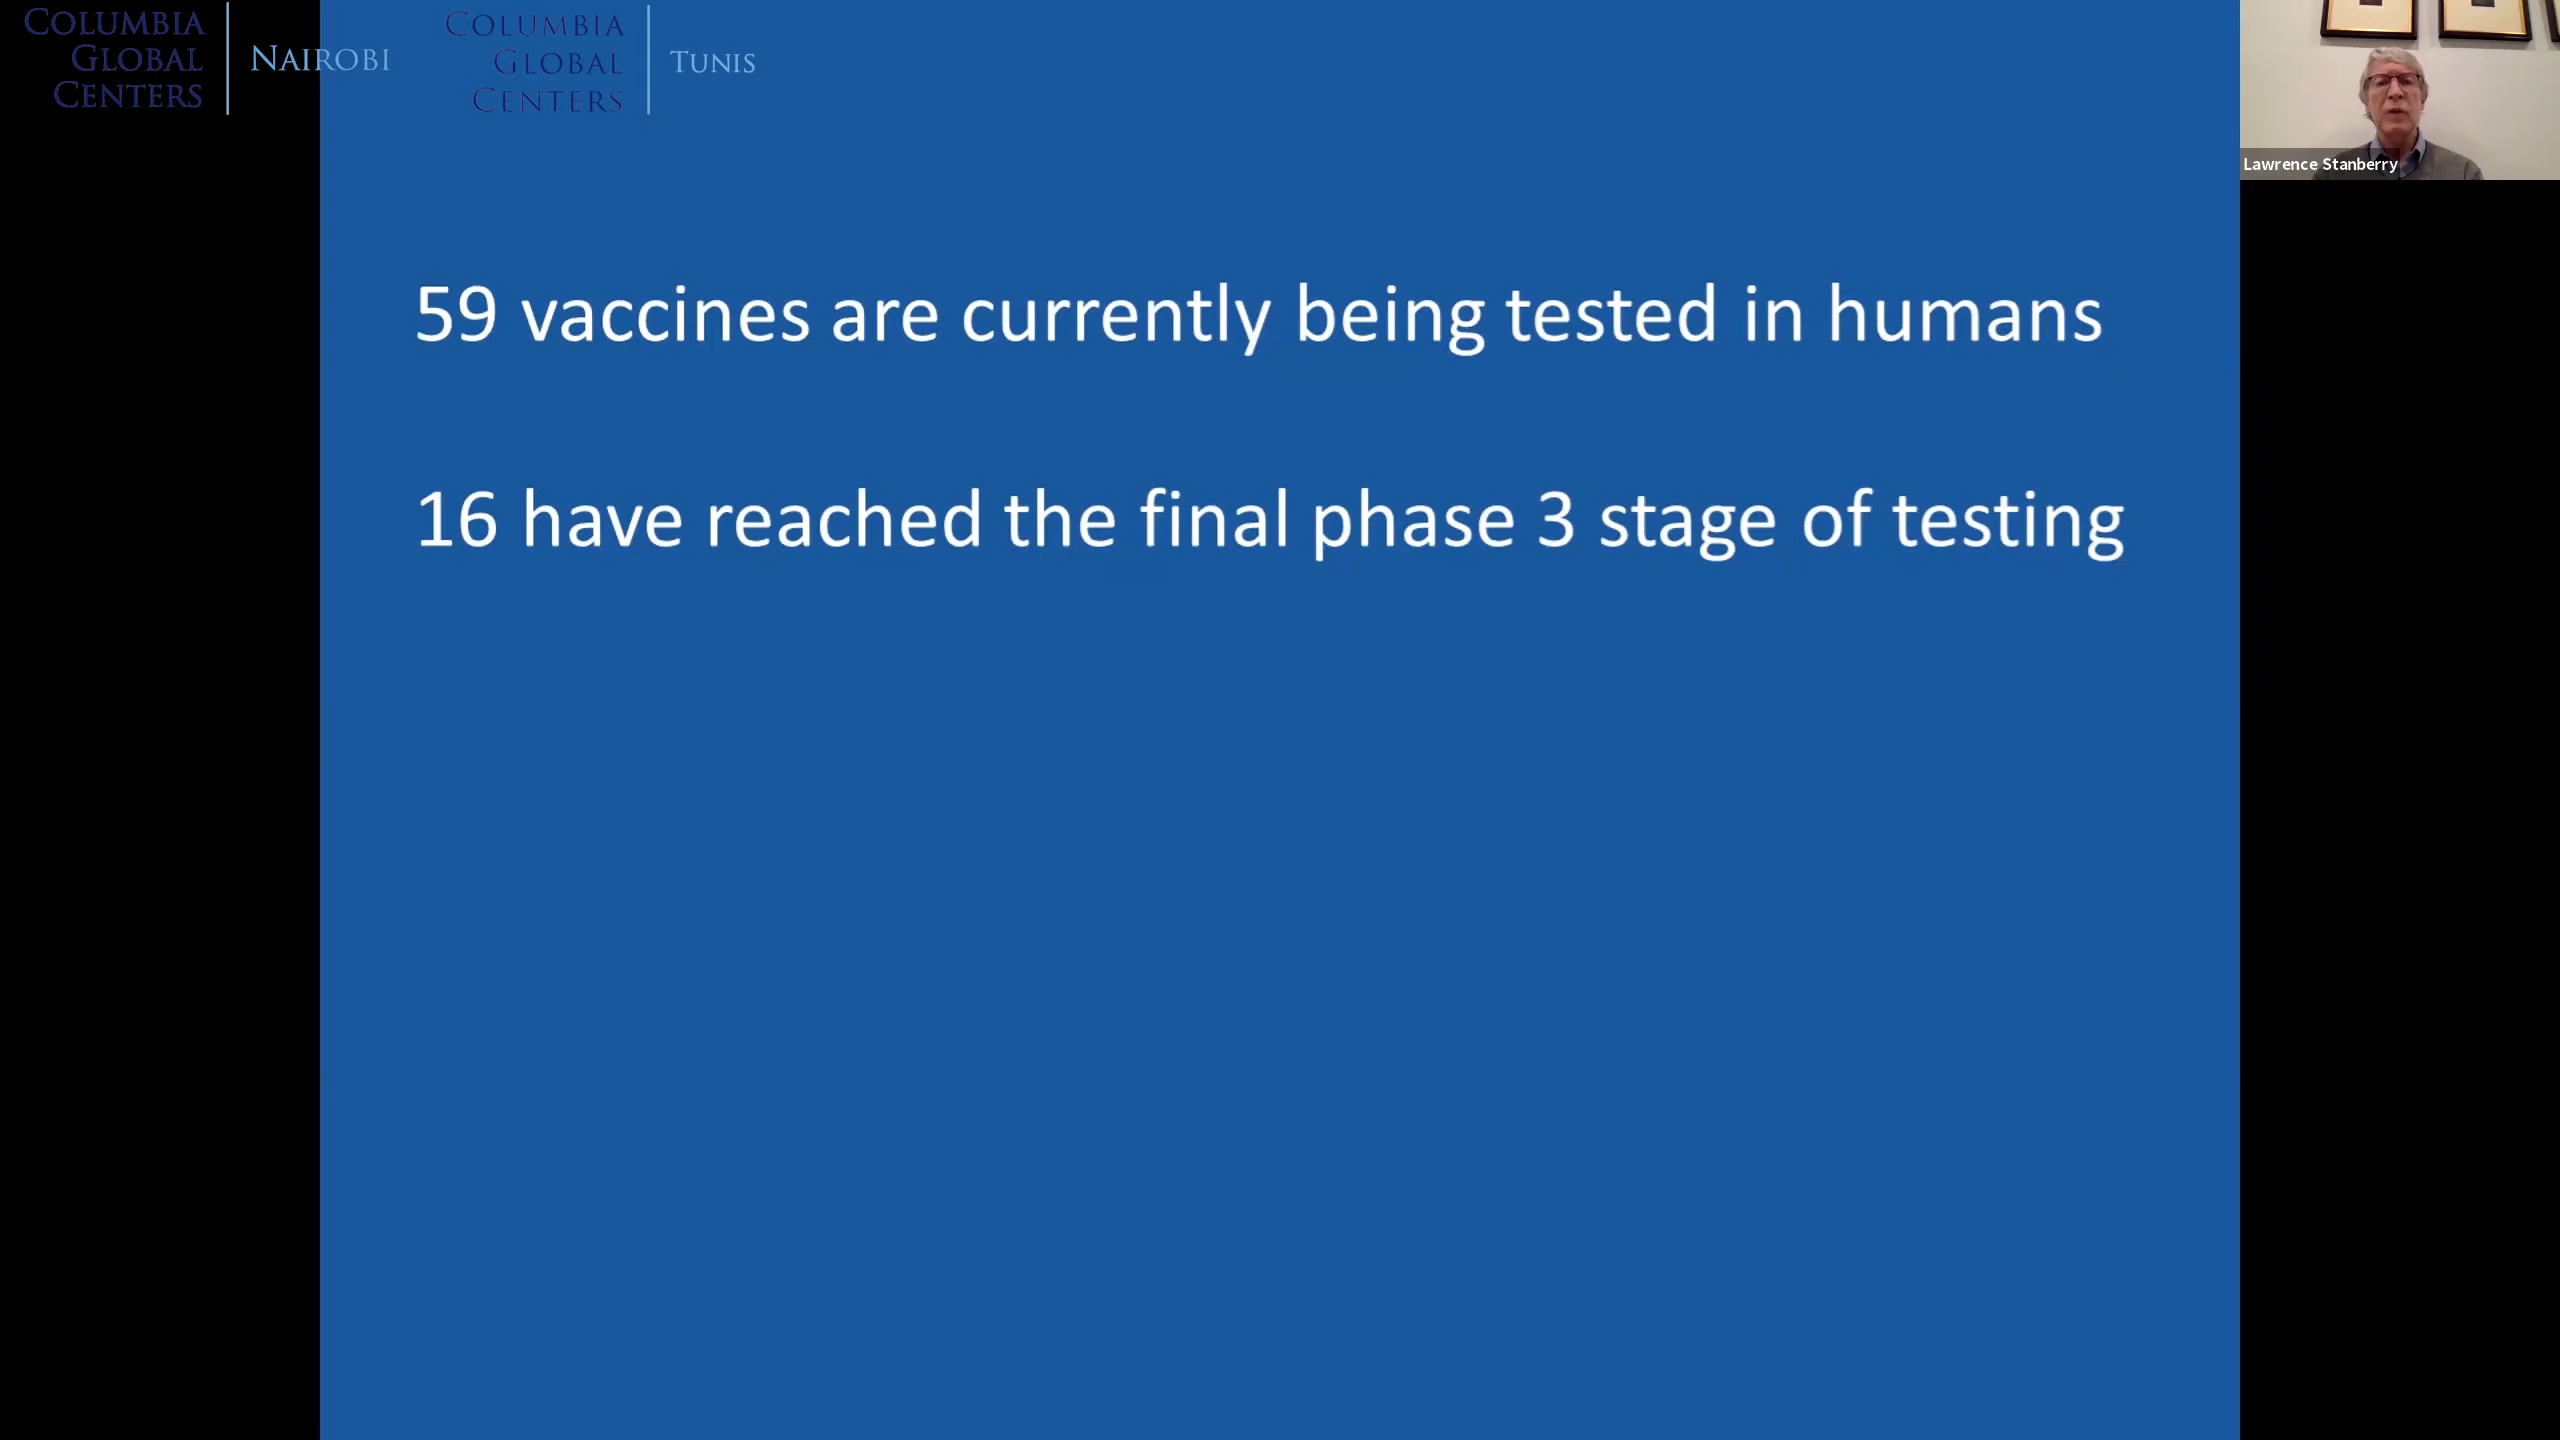 COLUMBIA
GLOBAL
CENTERS
NAIROBI
COLUMBIA
GLOBAL
CENTERS
TUNIS
Lawrence Stanberry
59 vaccines are currently being tested in humans
16 have reached the final phase 3 stage of testing